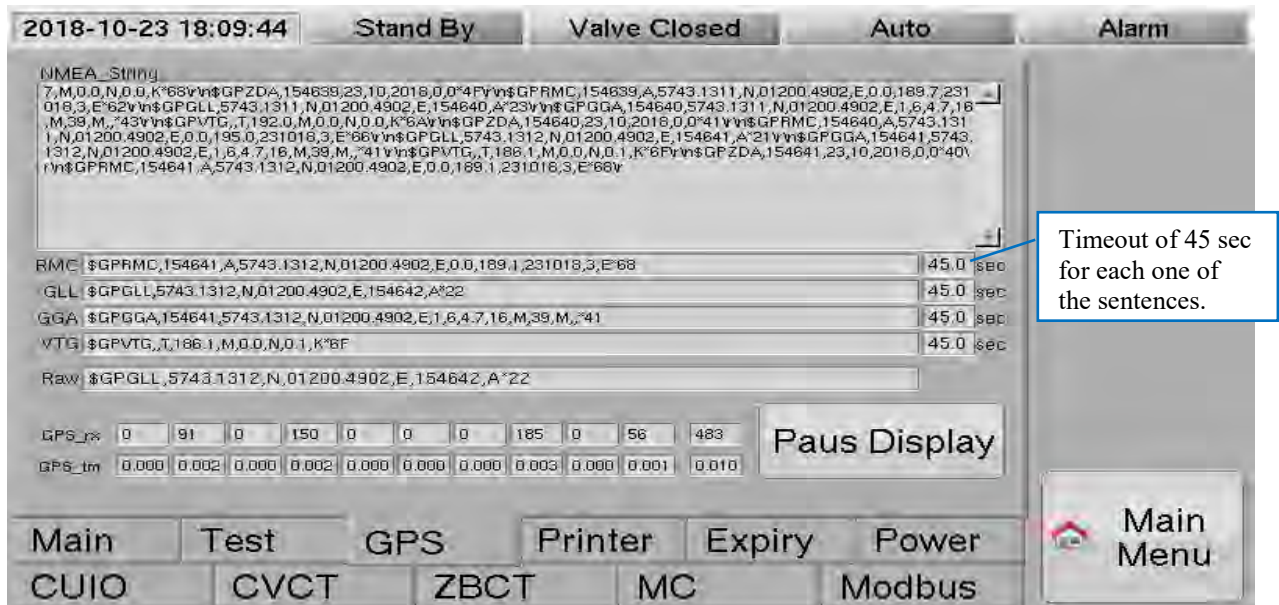 2018-10-23 18:09:44 Stand By Valve Closed Auto Alarm
NMEA_String
7,M,0.0,N,0.0,K*68\r\n$GPZDA,154639,23,10,2018,0,0*4F\r\n$GPRMC,154639,A,5743.1311,N,01200.4902,E,0.0,189.7,231
018,3,E*62\r\n$GPGLL,5743.1311,N,01200.4902,E,154640,A*23\r\n$GPGGA,154640,5743.1311,N,01200.4902,E,1,6,4.7,16
,M,39,M,,*43\r\n$GPVTG,,T,192.0,M,0.0,N,0.0,K*6A\r\n$GPZDA,154640,23,10,2018,0,0*41\r\n$GPRMC,154640,A,5743.131
1,N,01200.4902,E,0.0,195.0,231018,3,E*66\r\n$GPGLL,5743.1312,N,01200.4902,E,154641,A*21\r\n$GPGGA,154641,5743.
1312,N,01200.4902,E,1,6,4.7,16,M,39,M,,*41\r\n$GPVTG,,T,186.1,M,0.0,N,0.1,K*6F\r\n$GPZDA,154641,23,10,2018,0,0*40\
r\n$GPRMC,154641,A,5743.1312,N,01200.4902,E,0.0,189.1,231018,3,E*68\r
RMC $GPRMC,154641,A,5743.1312,N,01200.4902,E,0.0,189.1,231018,3,E*68 45.0 sec
GLL $GPGLL,5743.1312,N,01200.4902,E,154642,A*22 45.0 sec
GGA $GPGGA,154641,5743.1312,N,01200.4902,E,1,6,4.7,16,M,39,M,,*41 45.0 sec
VTG $GPVTG,,T,186.1,M,0.0,N,0.1,K*6F 45.0 sec
Timeout of 45 sec
for each one of
the sentences.
Raw $GPGLL,5743.1312,N,01200.4902,E,154642,A*22
GPS_rx 0 91 0 150 0 0 0 185 0 56 483
GPS_tm 0.000 0.002 0.000 0.002 0.000 0.000 0.000 0.003 0.000 0.001 0.010
Paus Display
Main Test GPS Printer Expiry Power
CUIO CVCT ZBCT MC Modbus
Main
Menu